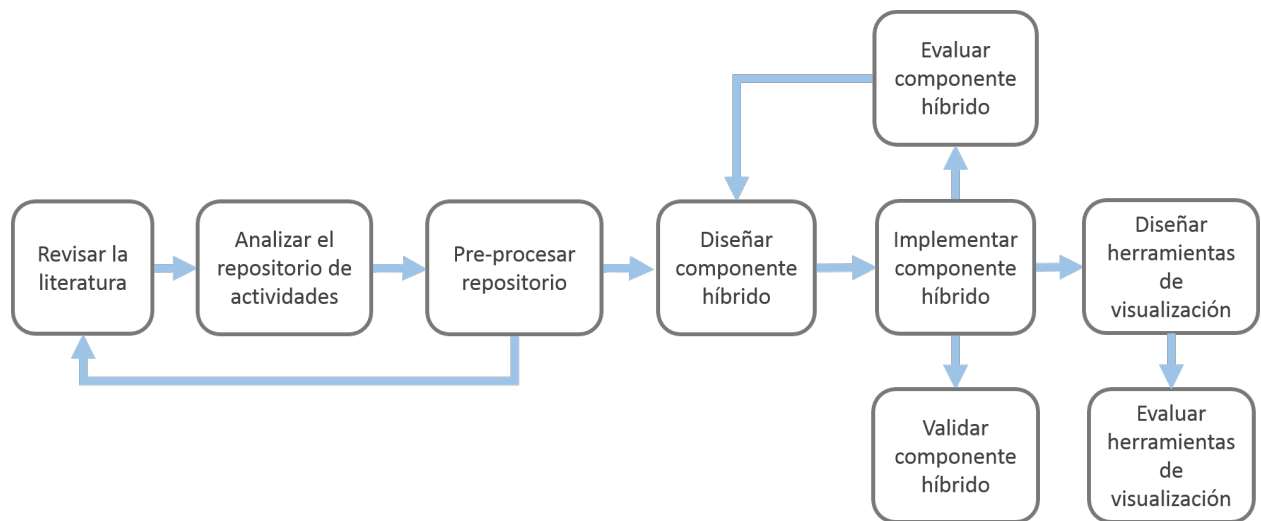 Evaluar
componente
híbrido
Revisar la
literatura
Analizar el
repositorio de
actividades
Pre-procesar
repositorio
Diseñar
componente
híbrido
Implementar
componente
híbrido
Diseñar
herramientas
de
visualización
Validar
componente
híbrido
Evaluar
herramientas
de
visualización